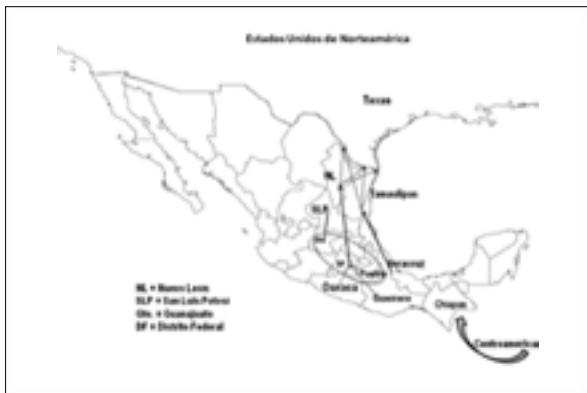 Estados Unidos de Norteamérica
Texas
NL
Tamaulipas
SLP
Veracruz
Puebla
Oaxaca
Guerrero
Chiapas
Centroamérica
NL = Nuevo León
SLP = San Luis Potosí
Gto. = Guanajuato
DF = Distrito Federal